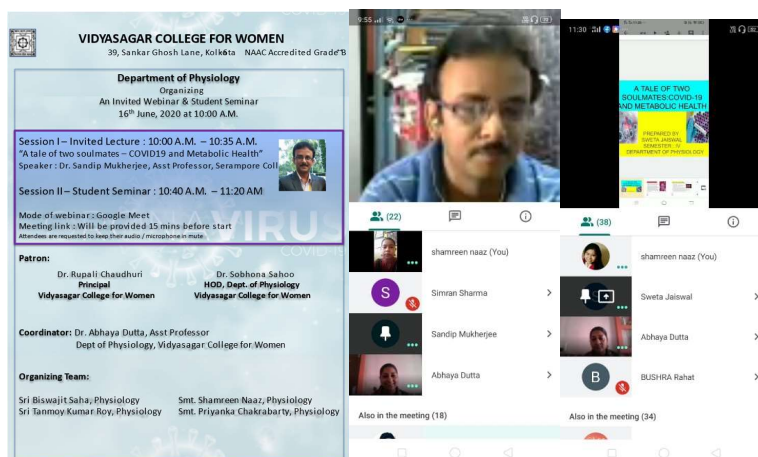 VIDYASAGAR COLLEGE FOR WOMEN
39, Sankar Ghosh Lane, Kolkata NAAC Accredited Grade"B
Department of Physiology
Organizing
An Invited Webinar & Student Seminar
16th June, 2020 at 10:00 A.M.
Session I – Invited Lecture : 10:00 A.M. – 10:35 A.M.
"A tale of two soulmates – COVID19 and Metabolic Health"
Speaker : Dr. Sandip Mukherjee, Asst Professor, Serampore Coll
Session II – Student Seminar : 10:40 A.M. – 11:20 AM
Mode of webinar : Google Meet
Meeting link : Will be provided 15 mins before start
Attendees are requested to keep their audio / microphone in mute
Patron:
Dr. Rupali Chaudhuri
Principal
Vidyasagar College for Women
Dr. Sobhona Sahoo
HOD, Dept. of Physiology
Vidyasagar College for Women
Coordinator: Dr. Abhaya Dutta, Asst Professor
Dept of Physiology, Vidyasagar College for Women
Organizing Team:
Sri Biswajit Saha, Physiology
Sri Tanmoy Kumar Roy, Physiology
Smt. Shamreen Naaz, Physiology
Smt. Priyanka Chakrabarty, Physiology
9:55
(22)
shamreen naaz (You)
S
Simran Sharma
Sandip Mukherjee
Abhaya Dutta
Also in the meeting (18)
11:30
A TALE OF TWO
SOULMATES:COVID-19
AND METABOLIC HEALTH
PREPARED BY
SWETA JAISWAL
SEMESTER : IV
DEPARTMENT OF PHYSIOLOGY
(38)
shamreen naaz (You)
Sweta Jaiswal
Abhaya Dutta
B
BUSHRA Rahat
Also in the meeting (34)